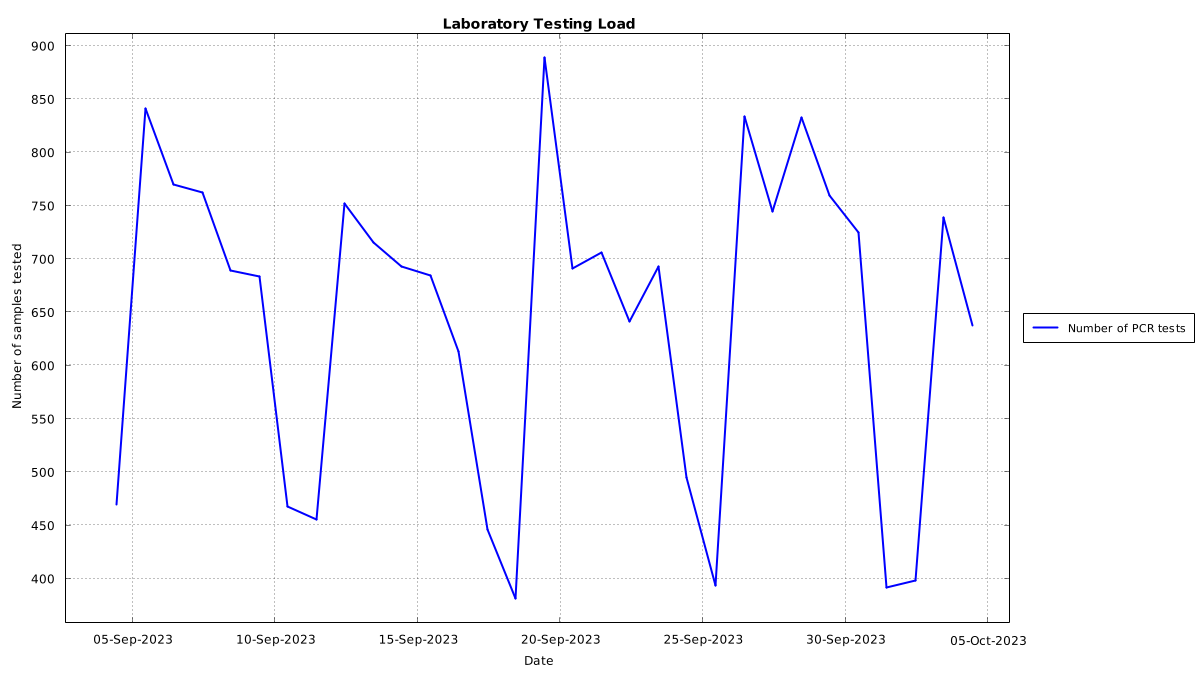 Laboratory Testing Load
900
850
800
750
700
650
600
550
500
450
400
Number of samples tested
05-Sep-2023
10-Sep-2023
15-Sep-2023
20-Sep-2023
25-Sep-2023
30-Sep-2023
05-Oct-2023
Date
Number of PCR tests